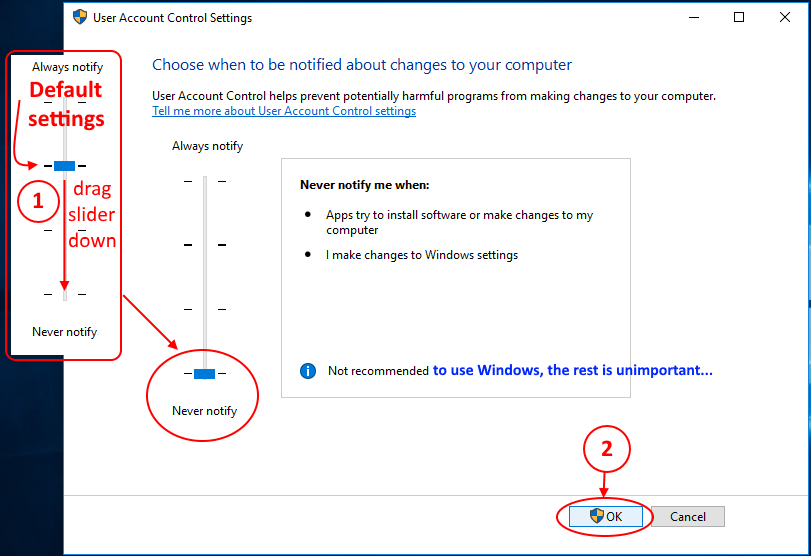 User Account Control Settings
Always notify
Default
settings
1
drag
slider
down
Never notify
Choose when to be notified about changes to your computer
User Account Control helps prevent potentially harmful programs from making changes to your computer.
Tell me more about User Account Control settings
Always notify
Never notify
Never notify me when:
Apps try to install software or make changes to my
computer
I make changes to Windows settings
Not recommended to use Windows, the rest is unimportant...
2
OK
Cancel